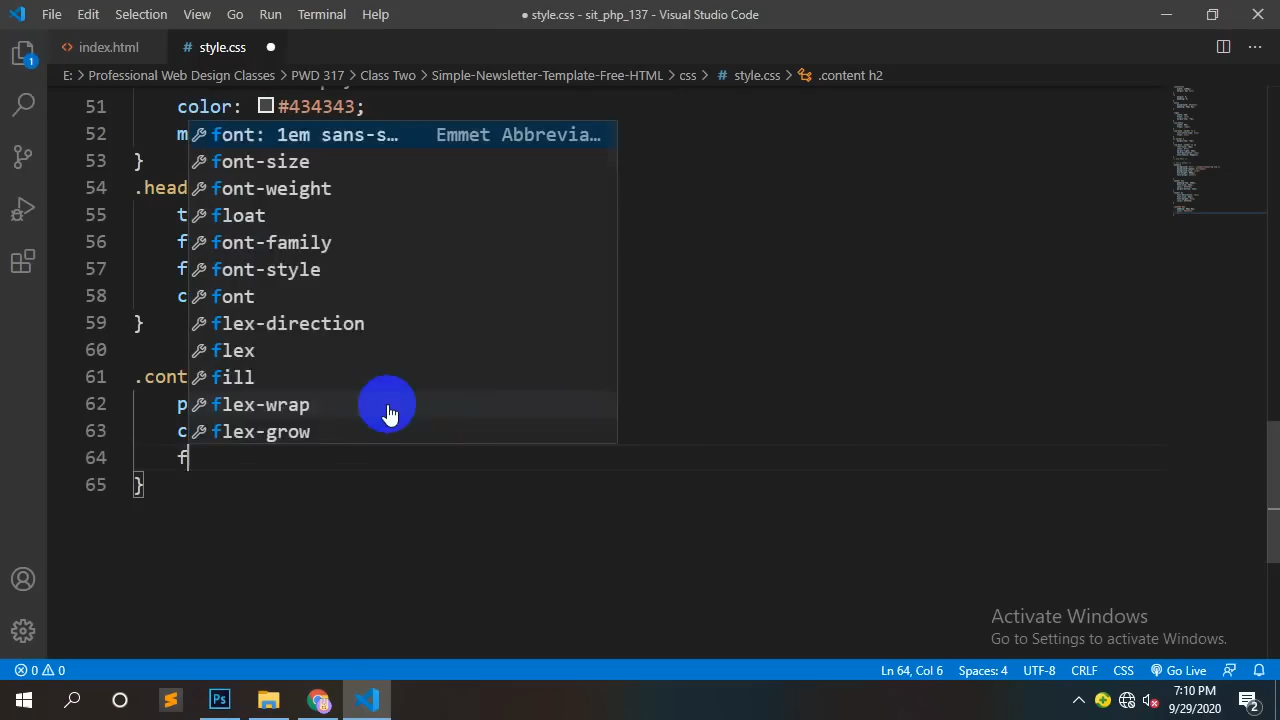 File Edit Selection View Go Run Terminal Help
● style.css - sit_php_137 - Visual Studio Code
index.html
# style.css
E: > Professional Web Design Classes > PWD 317 > Class Two > Simple-Newsletter-Template-Free-HTML > css > # style.css > .content h2
51 color: #434343;
52 m
53 }
54 .head
55 t
56 f
57 f
58 c
59 }
60
61 .cont
62 p
63 c
64 f
65 }
font: 1em sans-s… Emmet Abbrevia…
font-size
font-weight
float
font-family
font-style
font
flex-direction
flex
fill
flex-wrap
flex-grow
1
Activate Windows
Go to Settings to activate Windows.
0 0
Ln 64, Col 6 Spaces: 4 UTF-8 CRLF CSS Go Live
Ps
7:10 PM
9/29/2020
2